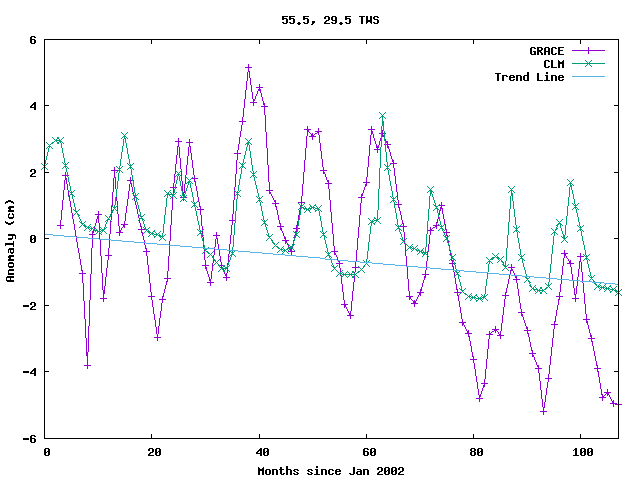 55.5, 29.5 TWS
GRACE
CLM
Trend Line
6
4
2
0
-2
-4
-6
Anomaly (cm)
0 20 40 60 80 100
Months since Jan 2002